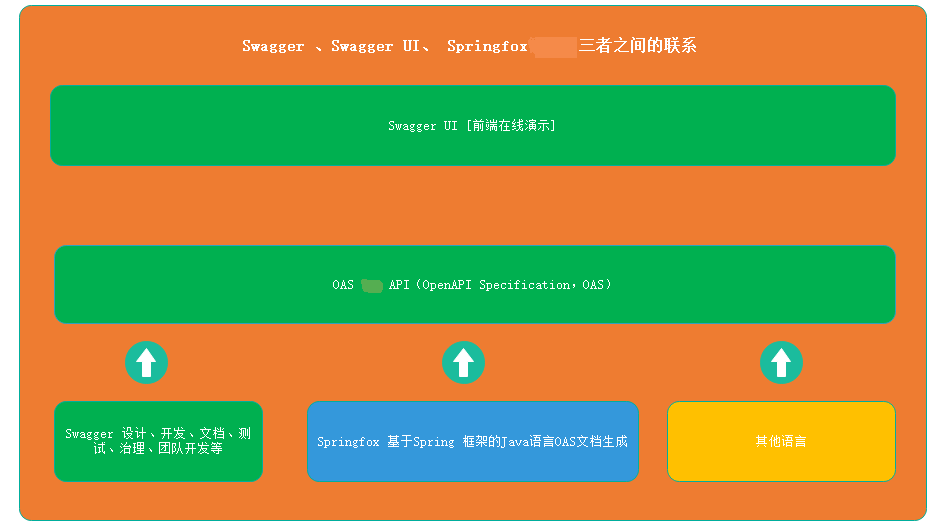 Swagger 、Swagger UI、 Springfox 三者之间的联系
Swagger UI [前端在线演示]
OAS API（OpenAPI Specification，OAS）
Swagger 设计、开发、文档、测
试、治理、团队开发等
Springfox 基于Spring 框架的Java语言OAS文档生成
其他语言